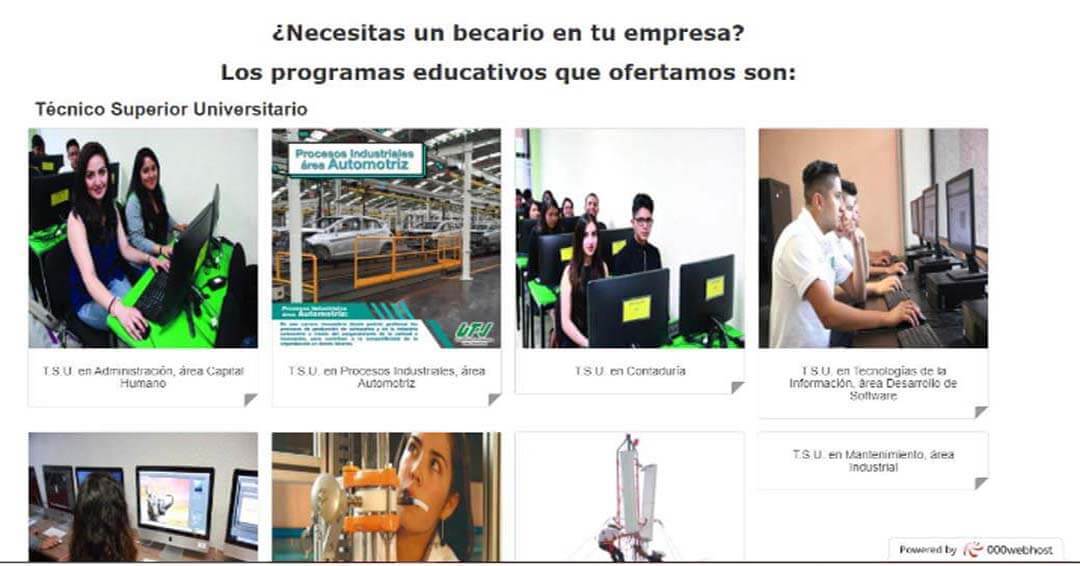 ¿Necesitas un becario en tu empresa?
Los programas educativos que ofertamos son:
Técnico Superior Universitario
Procesos Industriales
área Automotriz
Procesos Industriales
área Automotriz:
T.S.U. en Administración, área Capital
Humano
T.S.U. en Procesos Industriales, área
Automotriz
T.S.U. en Contaduría
T.S.U. en Tecnologías de la
Información, área Desarrollo de
Software
T.S.U. en Mantenimiento, área
Industrial
Powered by 000webhost